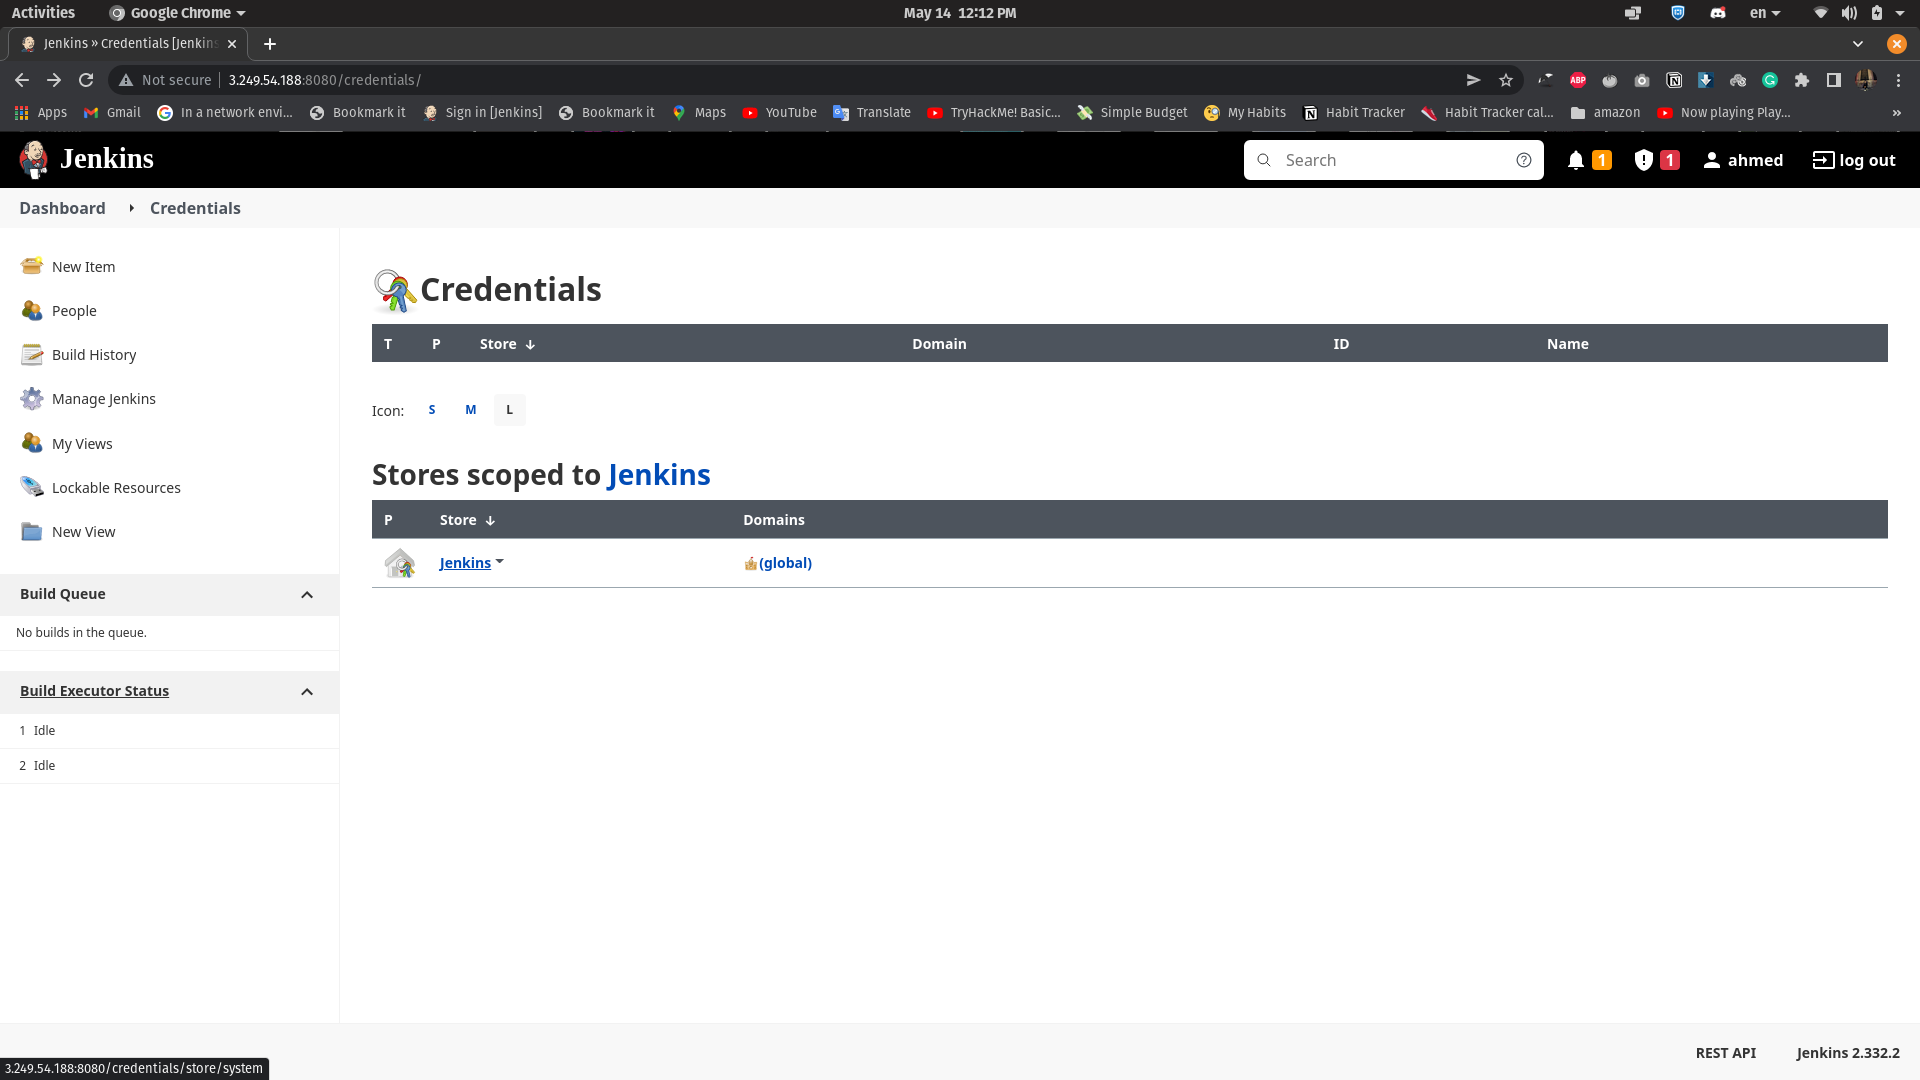 Activities Google Chrome May 14 12:12 PM en
Jenkins » Credentials [Jenkins
Not secure 3.249.54.188:8080/credentials/
Apps Gmail In a network envi... Bookmark it Sign in [Jenkins] Bookmark it Maps YouTube Translate TryHackMe! Basic... Simple Budget My Habits Habit Tracker Habit Tracker cal... amazon Now playing Play... »
Jenkins Search 1 1 ahmed log out
Dashboard Credentials
New Item
People
Build History
Manage Jenkins
My Views
Lockable Resources
New View
Build Queue
No builds in the queue.
Build Executor Status
1 Idle
2 Idle
Credentials
T P Store ↓ Domain ID Name
Icon: S M L
Stores scoped to Jenkins
P Store ↓ Domains
Jenkins (global)
REST API Jenkins 2.332.2
3.249.54.188:8080/credentials/store/system